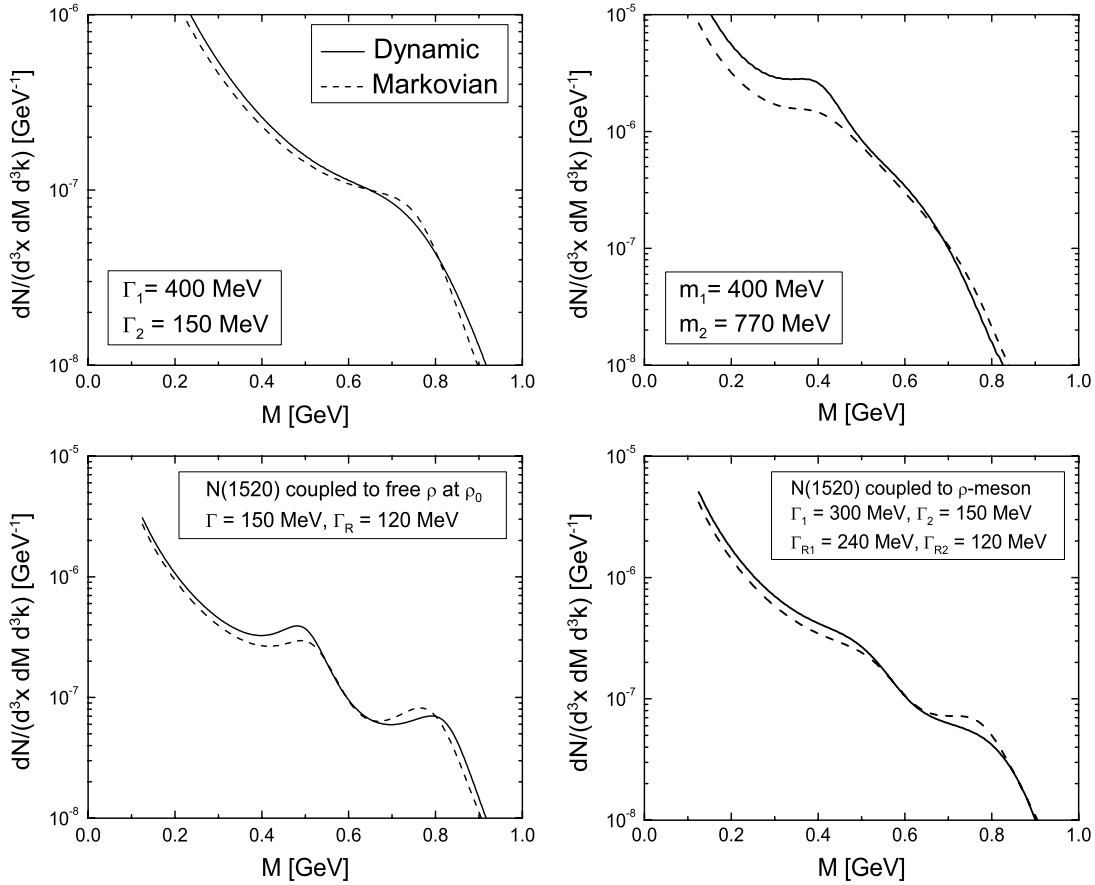 10⁻⁶
10⁻⁷
10⁻⁸
dN/(d³x dM d³k) [GeV⁻¹]
Dynamic
Markovian
Γ₁= 400 MeV
Γ₂ = 150 MeV
0.0 0.2 0.4 0.6 0.8 1.0
M [GeV]
10⁻⁵
10⁻⁶
10⁻⁷
10⁻⁸
dN/(d³x dM d³k) [GeV⁻¹]
m₁= 400 MeV
m₂ = 770 MeV
0.0 0.2 0.4 0.6 0.8 1.0
M [GeV]
10⁻⁵
10⁻⁶
10⁻⁷
10⁻⁸
dN/(d³x dM d³k) [GeV⁻¹]
N(1520) coupled to free ρ at ρ₀
Γ = 150 MeV, Γ_R = 120 MeV
0.0 0.2 0.4 0.6 0.8 1.0
M [GeV]
10⁻⁵
10⁻⁶
10⁻⁷
10⁻⁸
dN/(d³x dM d³k) [GeV⁻¹]
N(1520) coupled to ρ-meson
Γ₁ = 300 MeV, Γ₂ = 150 MeV
Γ_R1 = 240 MeV, Γ_R2 = 120 MeV
0.0 0.2 0.4 0.6 0.8 1.0
M [GeV]